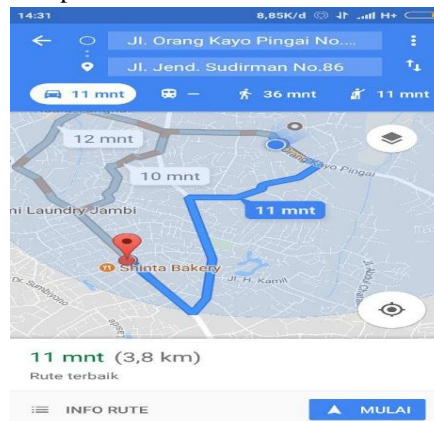 14:31 8,85K/d H+
Jl. Orang Kayo Pingai No....
Jl. Jend. Sudirman No.86
11 mnt – 36 mnt 11 mnt
12 mnt
Orang Kayo Pingai
10 mnt
11 mnt
mi Laundry Jambi
Shinta Bakery
Jl. H. Kamil
11 mnt (3,8 km)
Rute terbaik
INFO RUTE MULAI